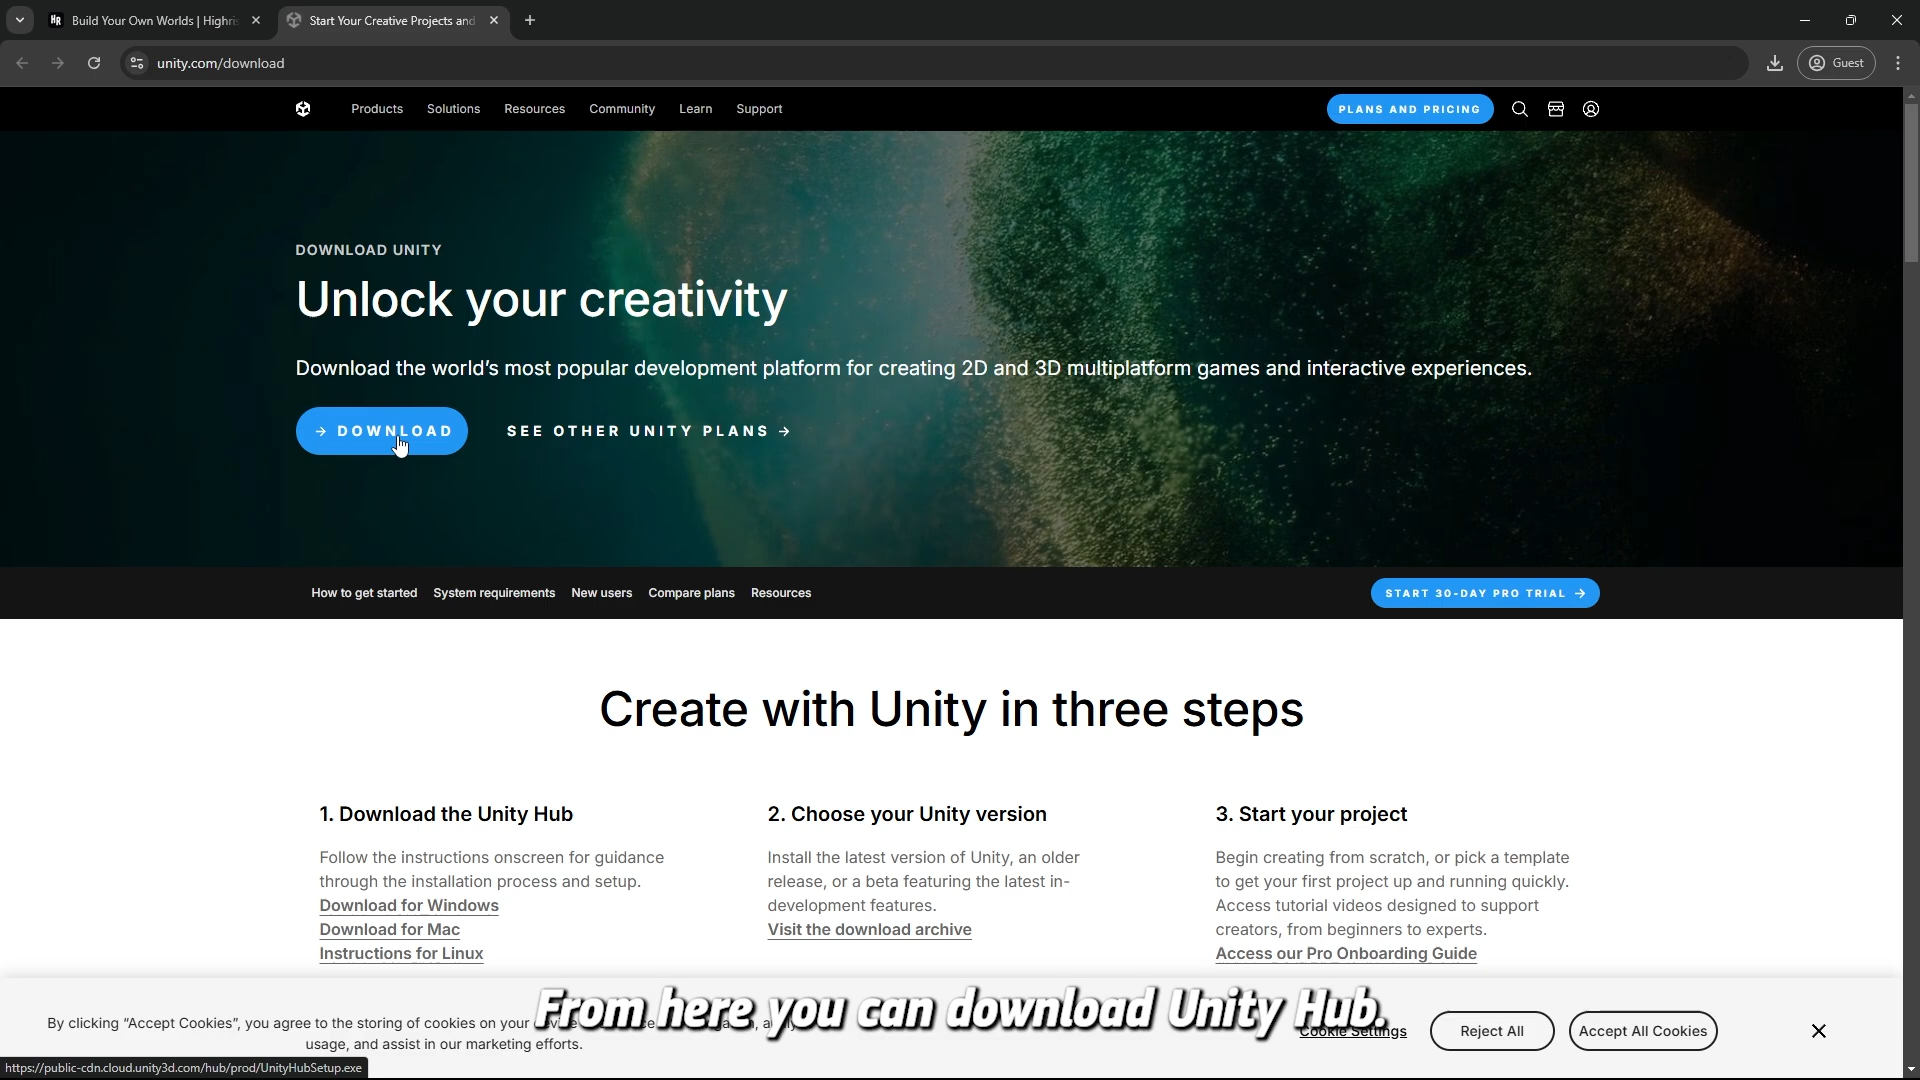 HR Build Your Own Worlds | Highri
Start Your Creative Projects and
unity.com/download
Guest
Products
Solutions
Resources
Community
Learn
Support
PLANS AND PRICING
DOWNLOAD UNITY
Unlock your creativity
Download the world's most popular development platform for creating 2D and 3D multiplatform games and interactive experiences.
→ DOWNLOAD
SEE OTHER UNITY PLANS →
How to get started
System requirements
New users
Compare plans
Resources
START 30-DAY PRO TRIAL →
Create with Unity in three steps
1. Download the Unity Hub
Follow the instructions onscreen for guidance
through the installation process and setup.
Download for Windows
Download for Mac
Instructions for Linux
2. Choose your Unity version
Install the latest version of Unity, an older
release, or a beta featuring the latest in-
development features.
Visit the download archive
3. Start your project
Begin creating from scratch, or pick a template
to get your first project up and running quickly.
Access tutorial videos designed to support
creators, from beginners to experts.
Access our Pro Onboarding Guide
From here you can download Unity Hub.
By clicking “Accept Cookies”, you agree to the storing of cookies on your
usage, and assist in our marketing efforts.
Cookie Settings
Reject All
Accept All Cookies
https://public-cdn.cloud.unity3d.com/hub/prod/UnityHubSetup.exe